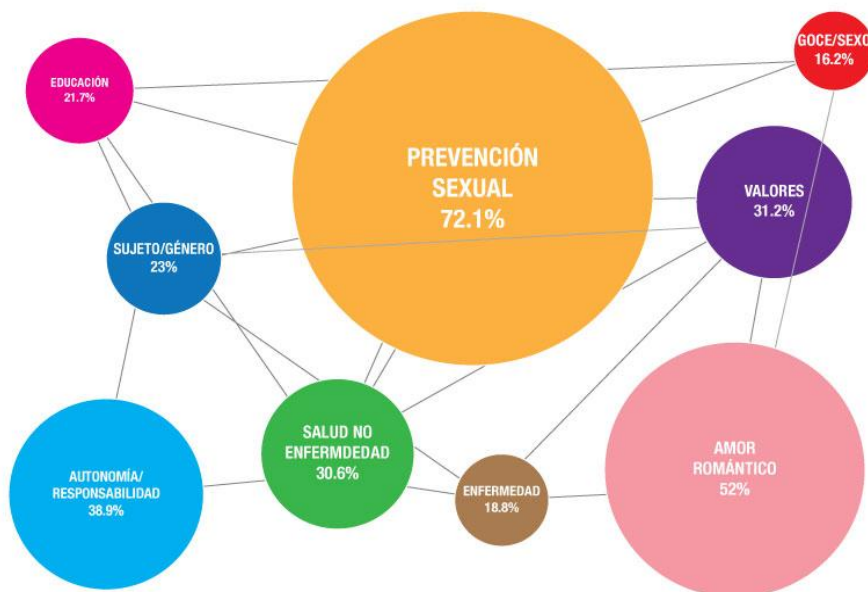 EDUCACIÓN
21.7%
GOCE/SEXO
16.2%
PREVENCIÓN
SEXUAL
72.1%
VALORES
31.2%
SUJETO/GÉNERO
23%
SALUD NO
ENFERMDEDAD
30.6%
AMOR
ROMÁNTICO
52%
AUTONOMÍA/
RESPONSABILIDAD
38.9%
ENFERMEDAD
18.8%